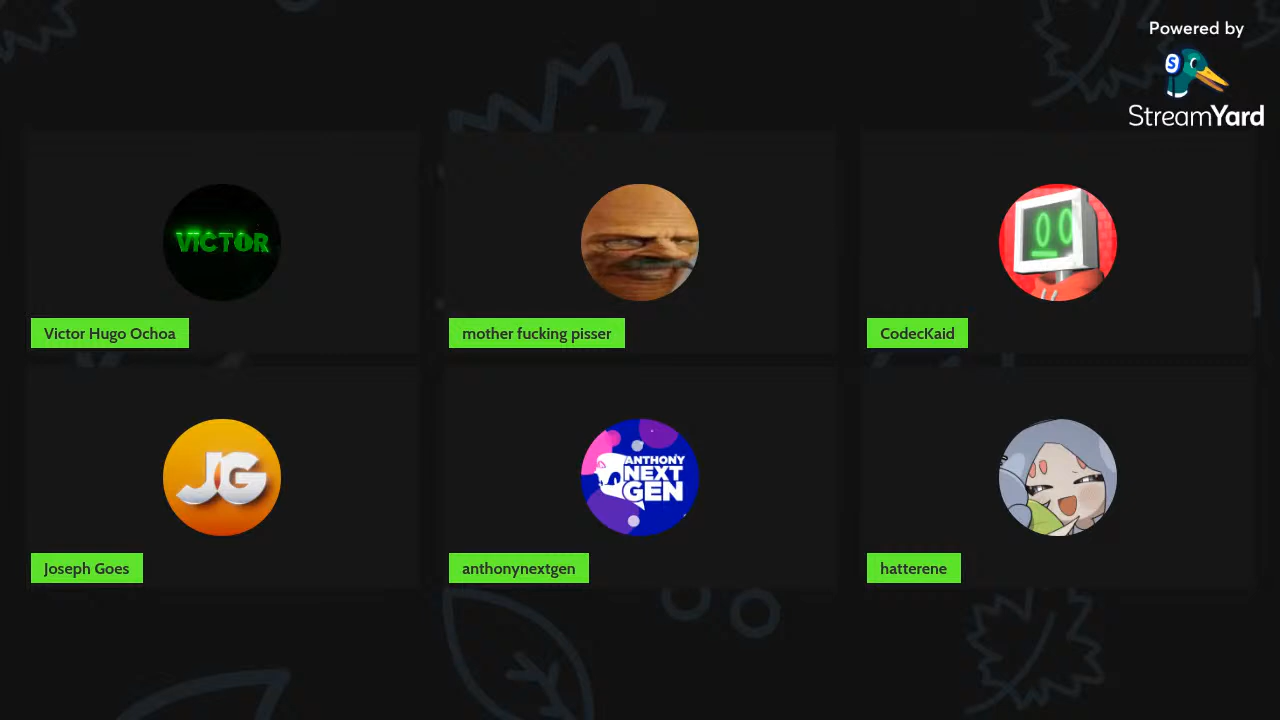 Powered by
S
StreamYard
VICTOR
Victor Hugo Ochoa
mother fucking pisser
CodecKaid
JG
Joseph Goes
ANTHONY
NEXT
GEN
anthonynextgen
hatterene